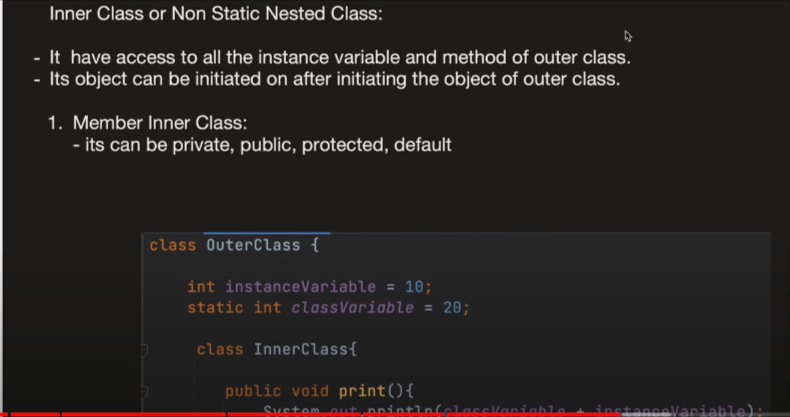 Inner Class or Non Static Nested Class:
- It have access to all the instance variable and method of outer class.
- Its object can be initiated on after initiating the object of outer class.
1. Member Inner Class:
- its can be private, public, protected, default
class OuterClass {
int instanceVariable = 10;
static int classVariable = 20;
class InnerClass{
public void print(){
System.out.println(classVariable + instanceVariable);